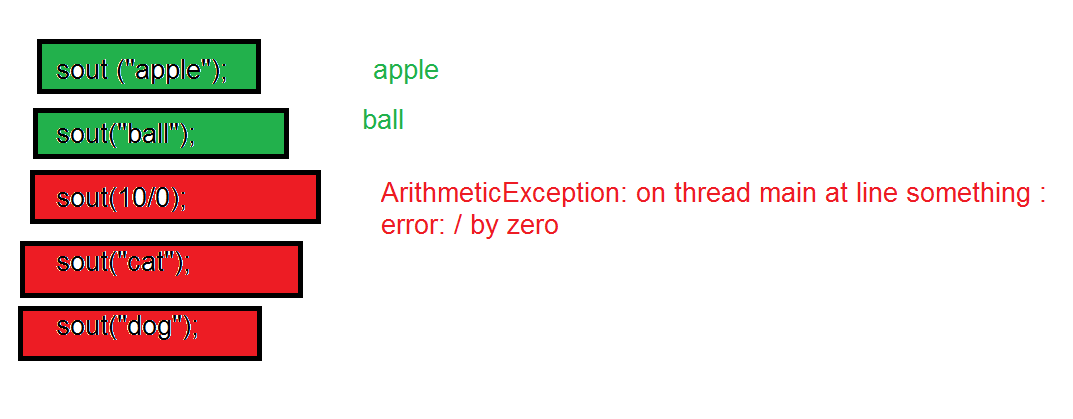 sout ("apple"); apple
sout("ball"); ball
sout(10/0); ArithmeticException: on thread main at line something :
error: / by zero
sout("cat");
sout("dog");